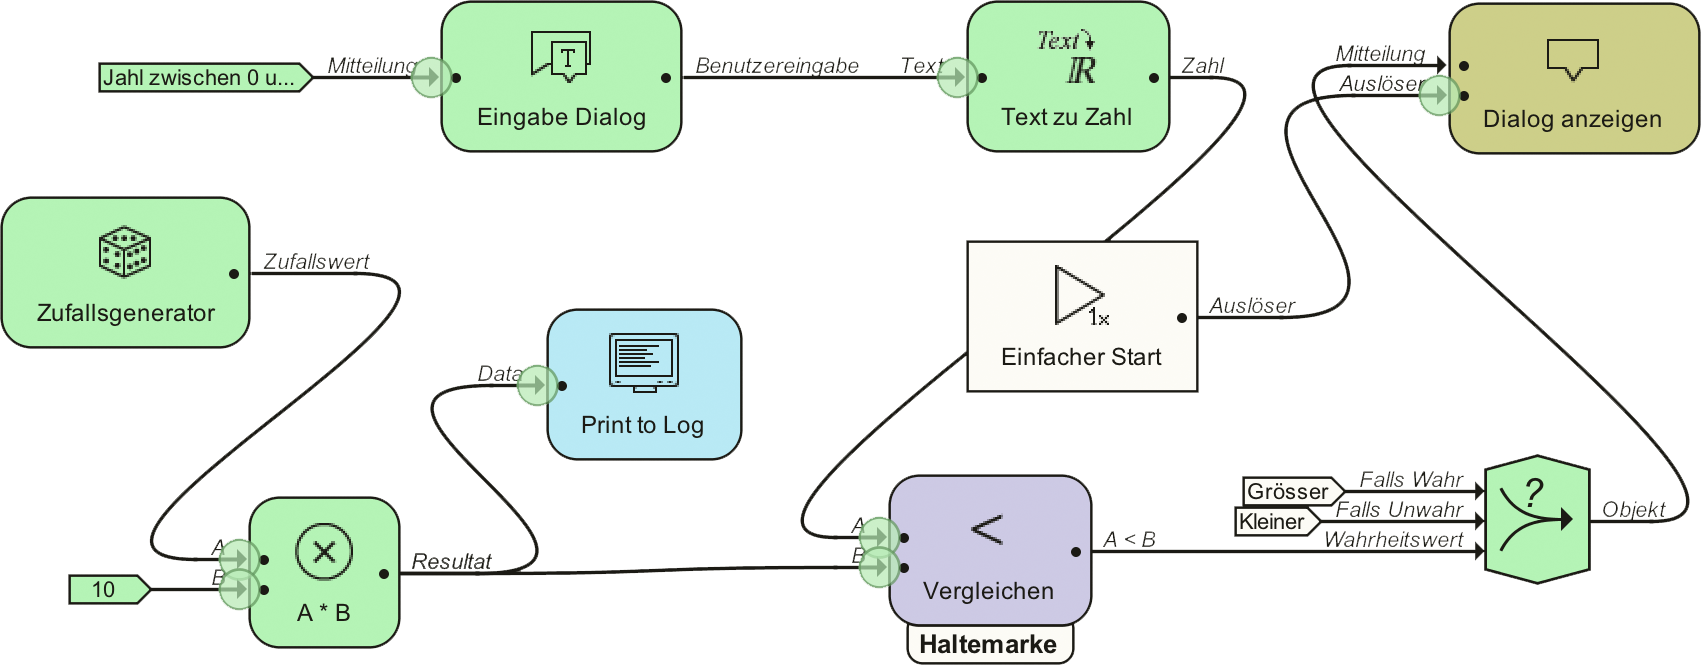 Jahl zwischen 0 u...
Mitteilung
T
Eingabe Dialog
Benutzereingabe
Text
Text
IR
Text zu Zahl
Zahl
Mitteilung
Auslöser
Dialog anzeigen
Zufallsgenerator
Zufallswert
Data
Print to Log
1x
Einfacher Start
Auslöser
A
B
10
A * B
Resultat
A
B
<
Vergleichen
Haltemarke
A < B
Grösser
Falls Wahr
Kleiner
Falls Unwahr
Wahrheitswert
?
Objekt